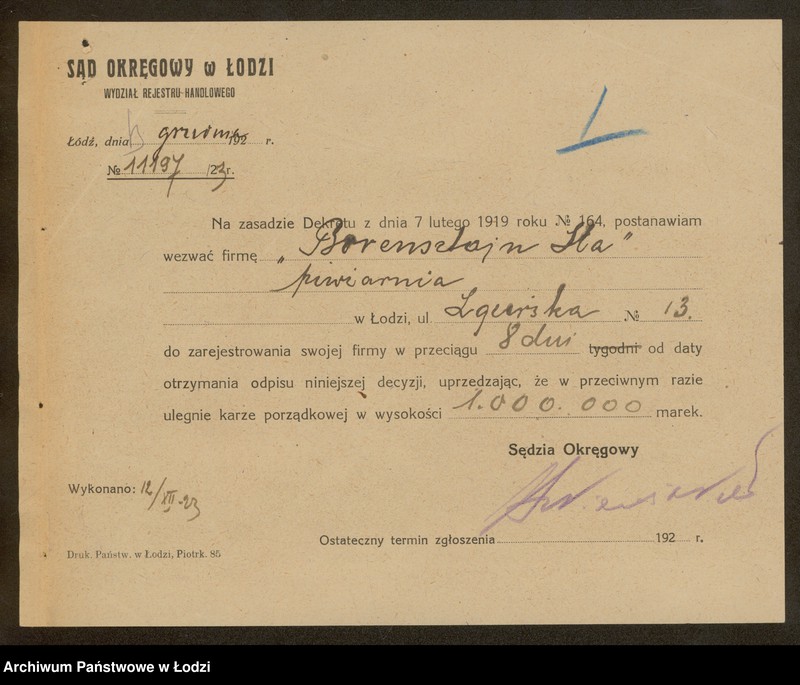 SĄD OKRĘGOWY w ŁODZI
WYDZIAŁ REJESTRU HANDLOWEGO
Łódź, dnia grudnia 192 r.
№ 11197 /23 r.
Na zasadzie Dekretu z dnia 7 lutego 1919 roku № 164, postanawiam
wezwać firmę „Borensztajn Sla”
piwiarnia
w Łodzi, ul. Zgierska № 13.
do zarejestrowania swojej firmy w przeciągu 8 dni tygodni od daty
otrzymania odpisu niniejszej decyzji, uprzedzając, że w przeciwnym razie
ulegnie karze porządkowej w wysokości 1.000.000 marek.
Sędzia Okręgowy
Wykonano: 12/XII-23
Ostateczny termin zgłoszenia 192 r.
Druk. Państw. w Łodzi, Piotrk. 85
Archiwum Państwowe w Łodzi